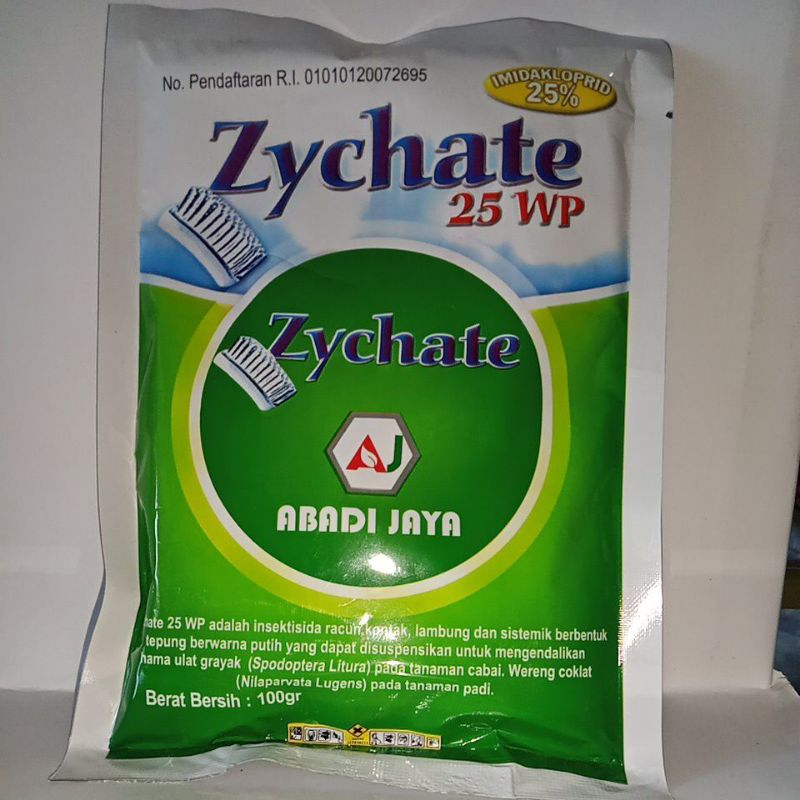 No. Pendaftaran R.I. 01010120072695
IMIDAKLOPRID
25%
Zychate
25 WP
Zychate
AJ
ABADI JAYA
hate 25 WP adalah insektisida racun kontak, lambung dan sistemik berbentuk
tepung berwarna putih yang dapat disuspensikan untuk mengendalikan
hama ulat grayak (Spodoptera Litura) pada tanaman cabai. Wereng coklat
(Nilaparvata Lugens) pada tanaman padi.
Berat Bersih : 100gr